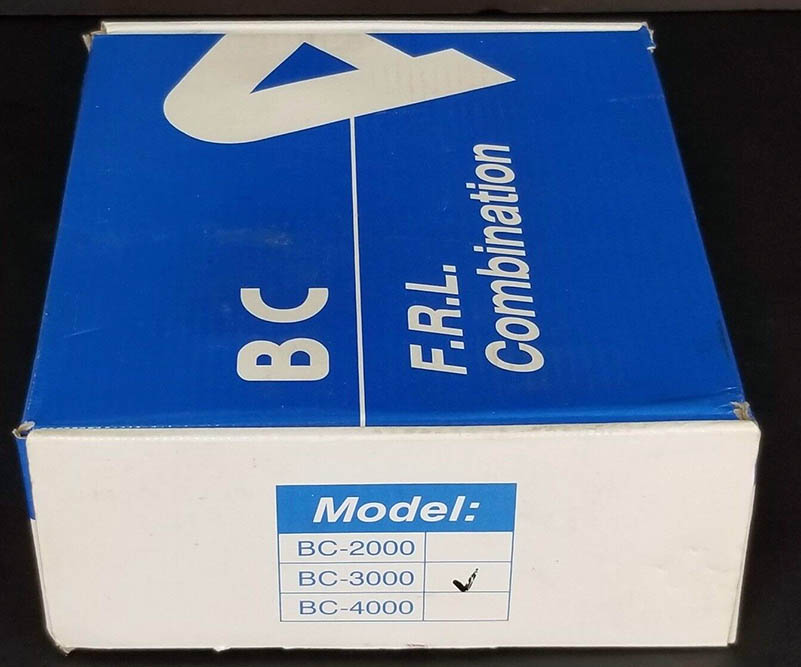 BC
F.R.L.
Combination
Model:
BC-2000
BC-3000 ✓
BC-4000